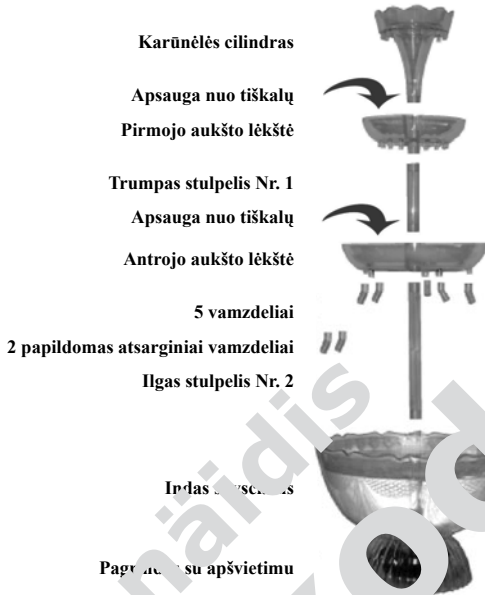 Karūnėlės cilindras
Apsauga nuo tiškalų
Pirmojo aukšto lėkštė
Trumpas stulpelis Nr. 1
Apsauga nuo tiškalų
Antrojo aukšto lėkštė
5 vamzdeliai
2 papildomas atsarginiai vamzdeliai
Ilgas stulpelis Nr. 2
Indas
su apšvietimu
näidis